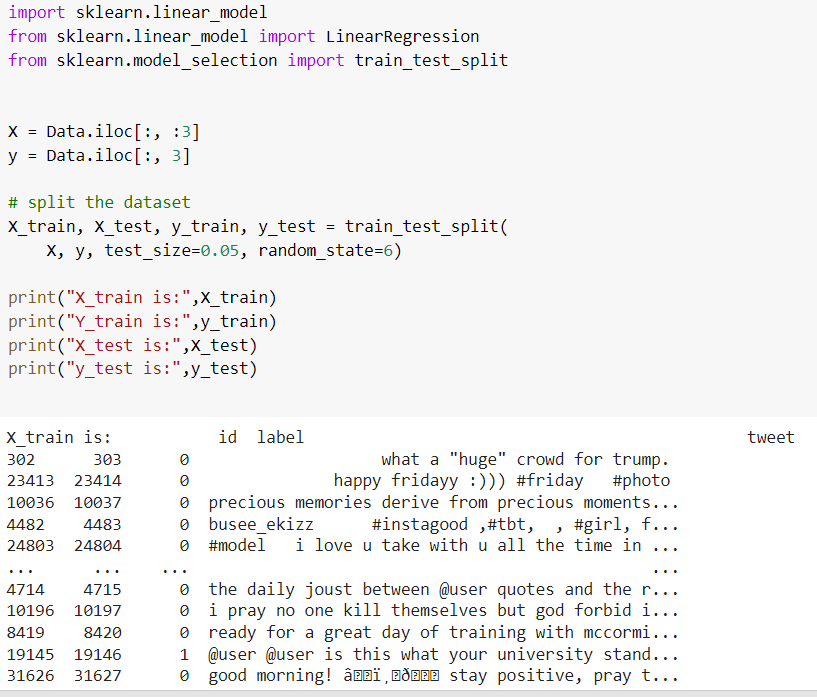 import sklearn.linear_model
from sklearn.linear_model import LinearRegression
from sklearn.model_selection import train_test_split
X = Data.iloc[:, :3]
y = Data.iloc[:, 3]
# split the dataset
X_train, X_test, y_train, y_test = train_test_split(
    X, y, test_size=0.05, random_state=6)
print("X_train is:",X_train)
print("Y_train is:",y_train)
print("X_test is:",X_test)
print("y_test is:",y_test)
X_train is:           id  label                                              tweet
302      303      0                    what a "huge" crowd for trump.
23413  23414      0               happy fridayy :))) #friday   #photo
10036  10037      0  precious memories derive from precious moments...
4482    4483      0  busee_ekizz      #instagood ,#tbt,  , #girl, f...
24803  24804      0  #model   i love u take with u all the time in ...
...      ...    ...                                                ...
4714    4715      0  the daily joust between @user quotes and the r...
10196  10197      0  i pray no one kill themselves but god forbid i...
8419    8420      0  ready for a great day of training with mccormi...
19145  19146      1  @user @user is this what your university stand...
31626  31627      0  good morning! â ï¸ ð stay positive, pray t...